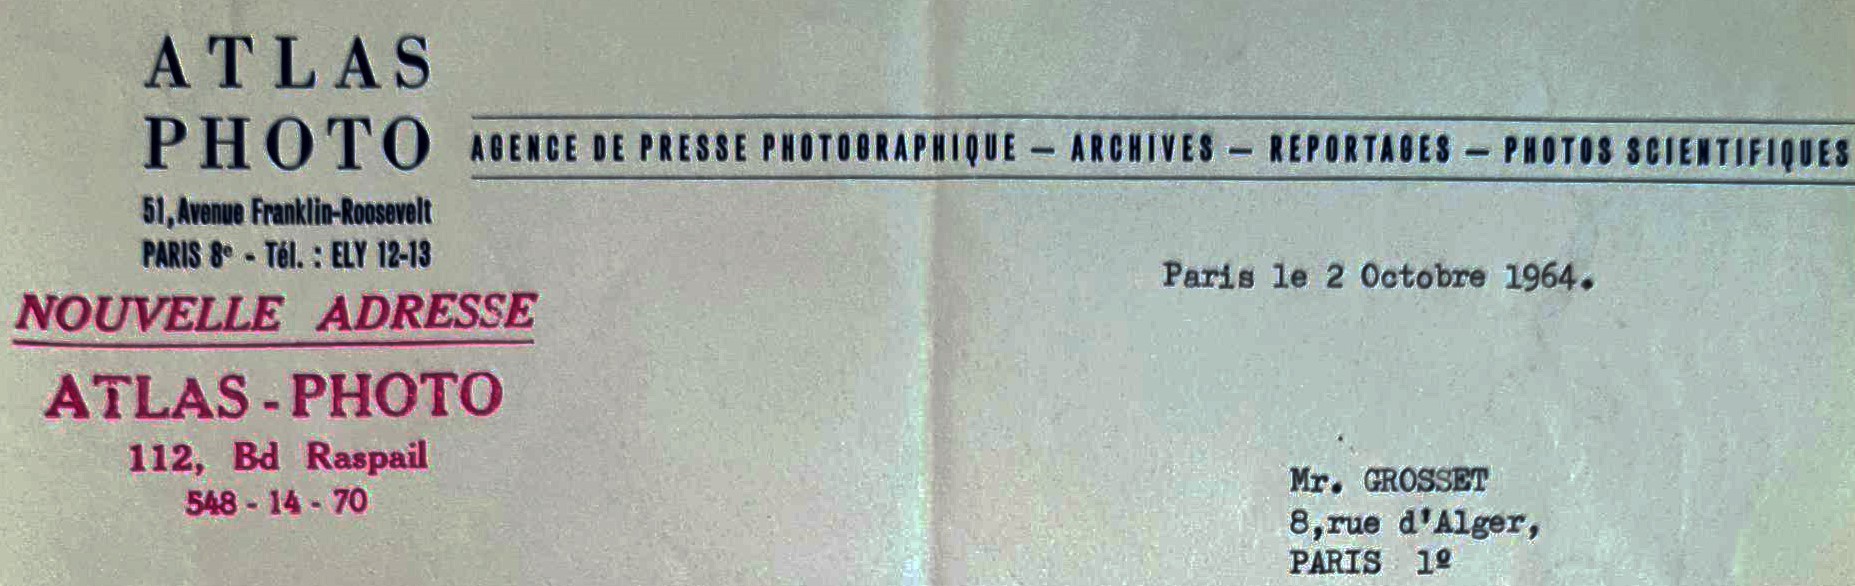 ATLAS
PHOTO
AGENCE DE PRESSE PHOTOGRAPHIQUE — ARCHIVES — REPORTAGES — PHOTOS SCIENTIFIQUES
51, Avenue Franklin-Roosevelt
PARIS 8e - Tél. : ELY 12-13
NOUVELLE ADRESSE
ATLAS-PHOTO
112, Bd Raspail
548 - 14 - 70
Paris le 2 Octobre 1964.
Mr. GROSSET
8,rue d'Alger,
PARIS 1º